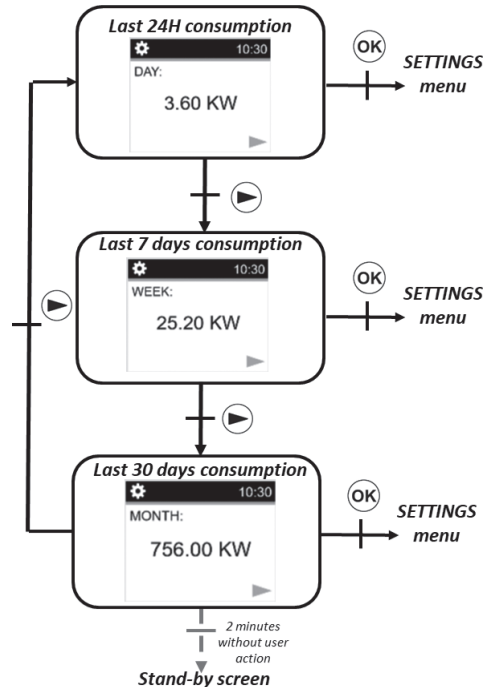 Last 24H consumption
10:30
DAY:
3.60 KW
OK
SETTINGS
menu
Last 7 days consumption
10:30
WEEK:
25.20 KW
OK
SETTINGS
menu
Last 30 days consumption
10:30
MONTH:
756.00 KW
OK
SETTINGS
menu
2 minutes
without user
action
Stand-by screen